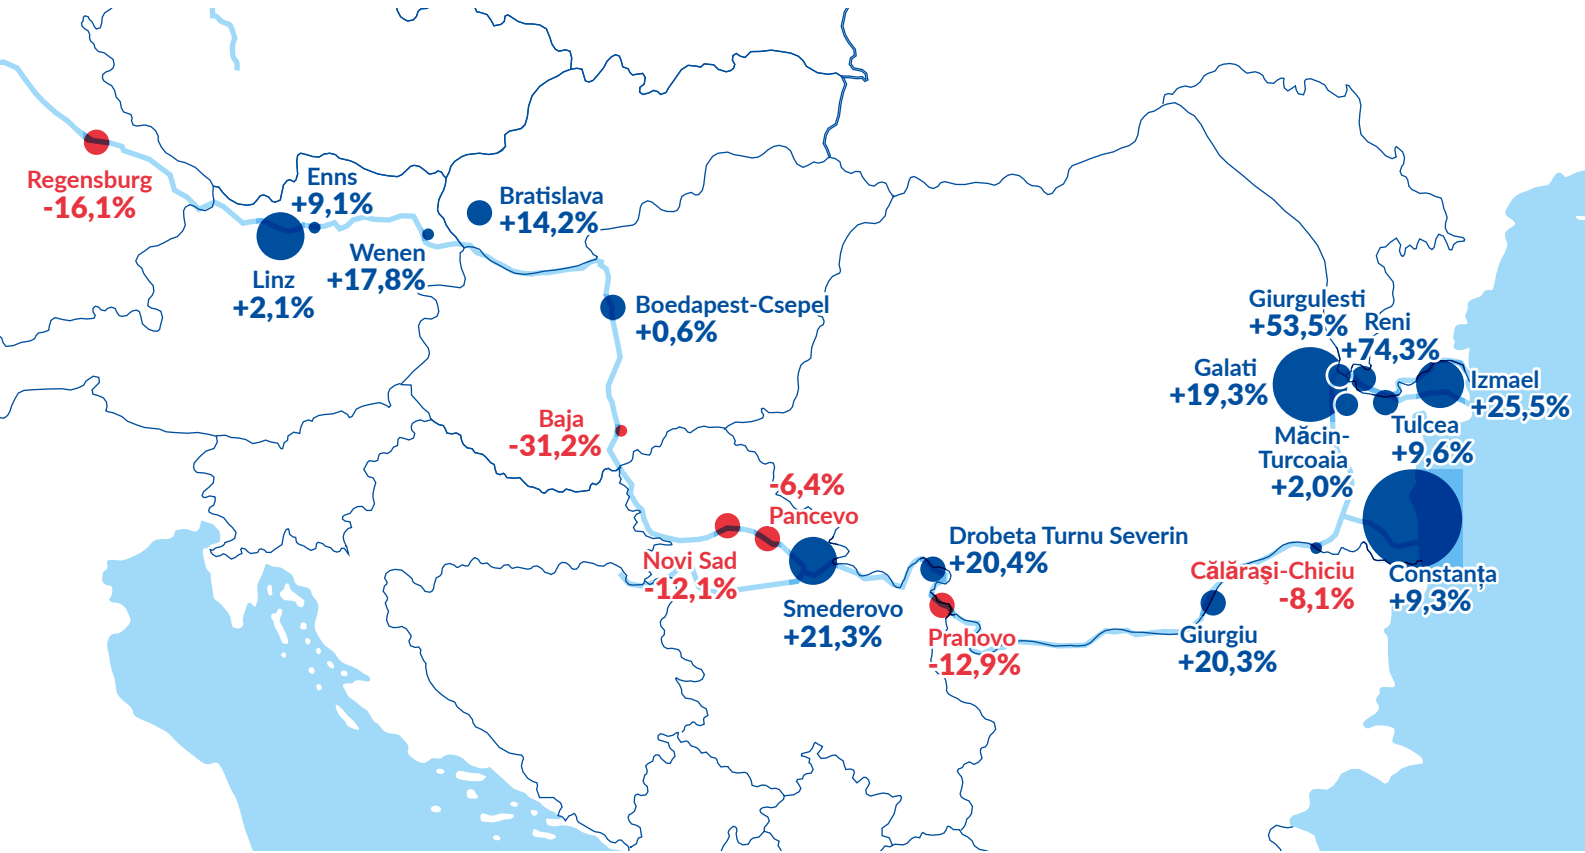 Regensburg
-16,1%
Enns
+9,1%
Linz
+2,1%
Wenen
+17,8%
Bratislava
+14,2%
Boedapest-Csepel
+0,6%
Baja
-31,2%
-6,4%
Pancevo
Novi Sad
-12,1%
Smederovo
+21,3%
Drobeta Turnu Severin
+20,4%
Prahovo
-12,9%
Giurgiu
+20,3%
Călăraşi-Chiciu
-8,1%
Constanța
+9,3%
Giurgulesti
+53,5%
Reni
+74,3%
Galati
+19,3%
Izmael
+25,5%
Tulcea
+9,6%
Măcin-
Turcoaia
+2,0%